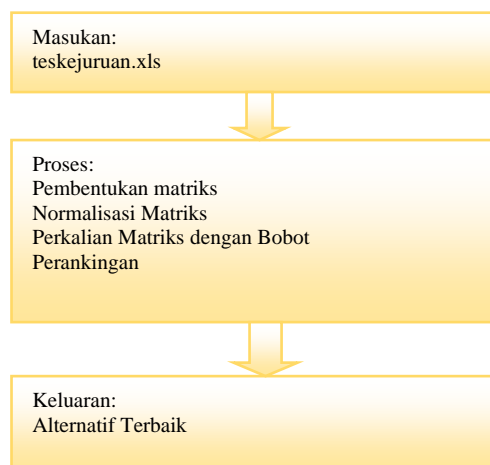 Masukan:
teskejuruan.xls
Proses:
Pembentukan matriks
Normalisasi Matriks
Perkalian Matriks dengan Bobot
Perankingan
Keluaran:
Alternatif Terbaik